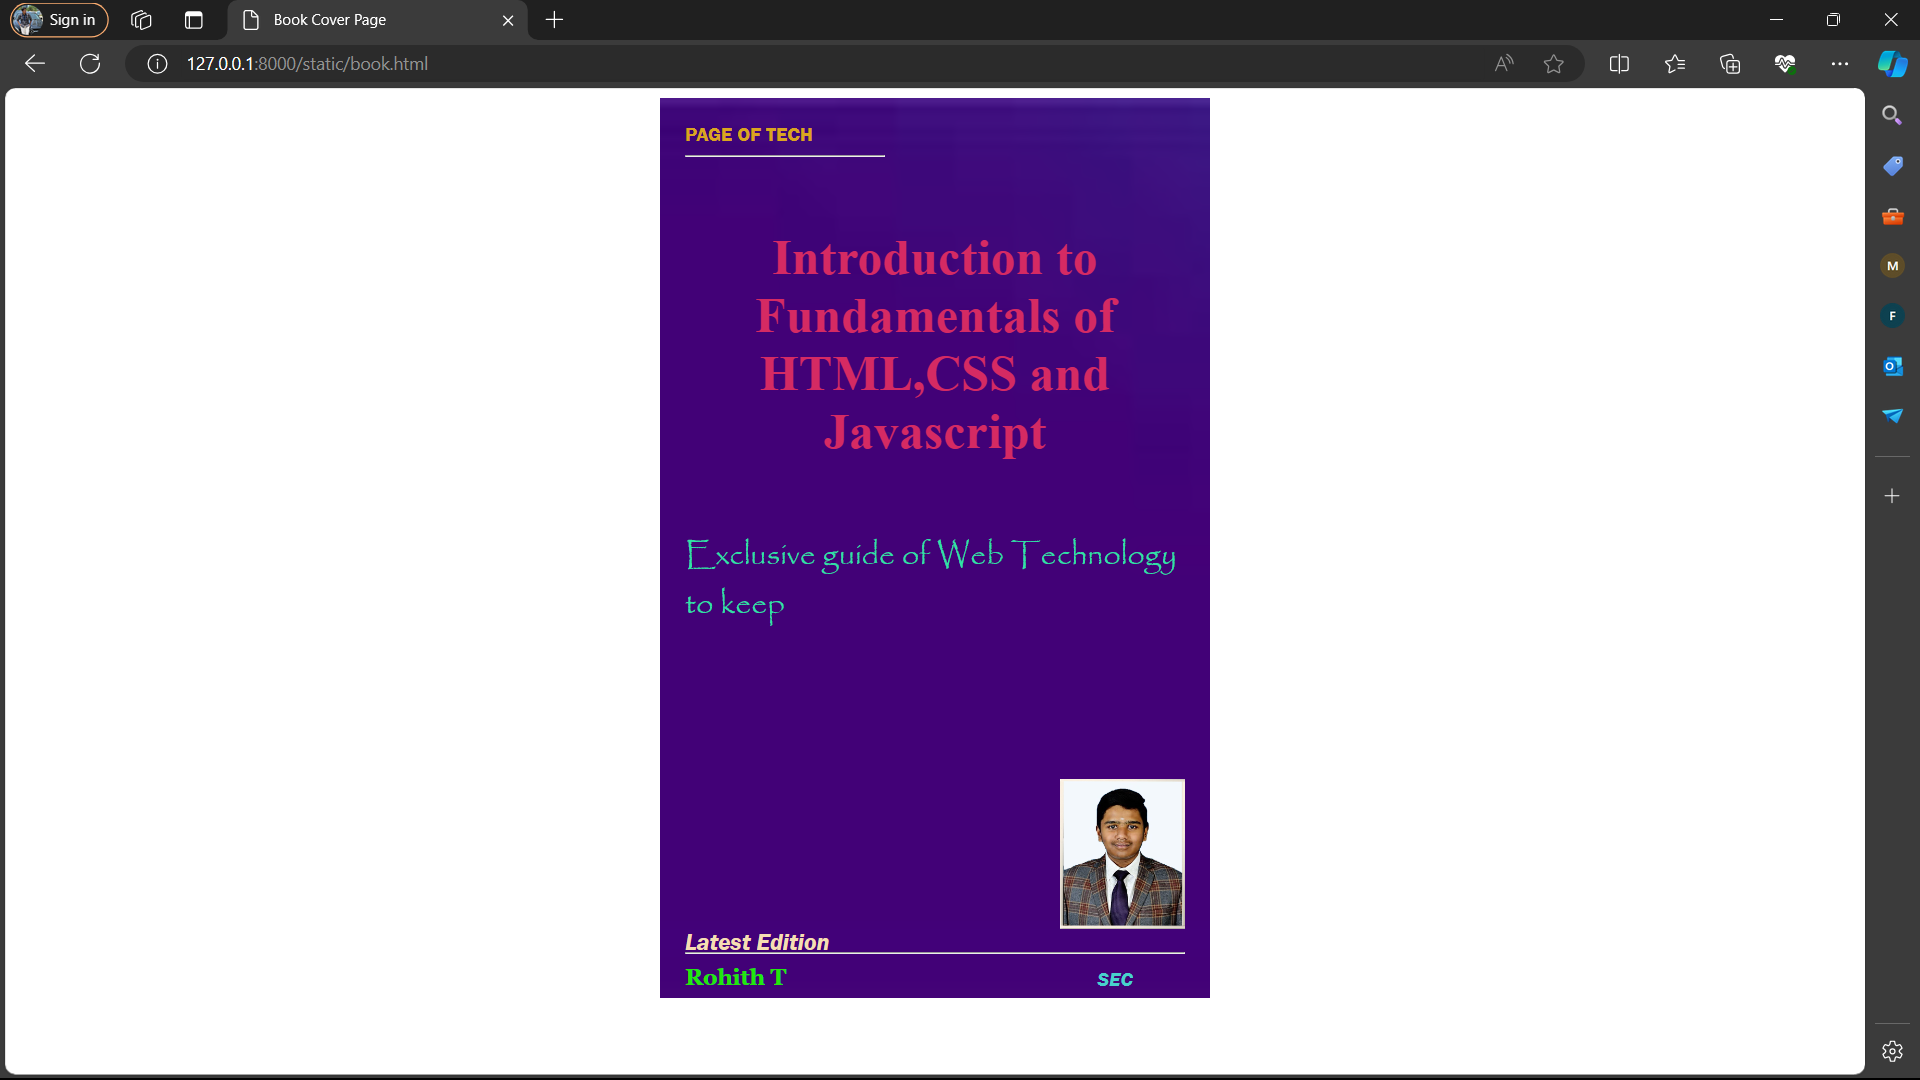 Sign in
Book Cover Page
127.0.0.1:8000/static/book.html
PAGE OF TECH
Introduction to
Fundamentals of
HTML,CSS and
Javascript
Exclusive guide of Web Technology
to keep
Latest Edition
Rohith T
SEC
M
F